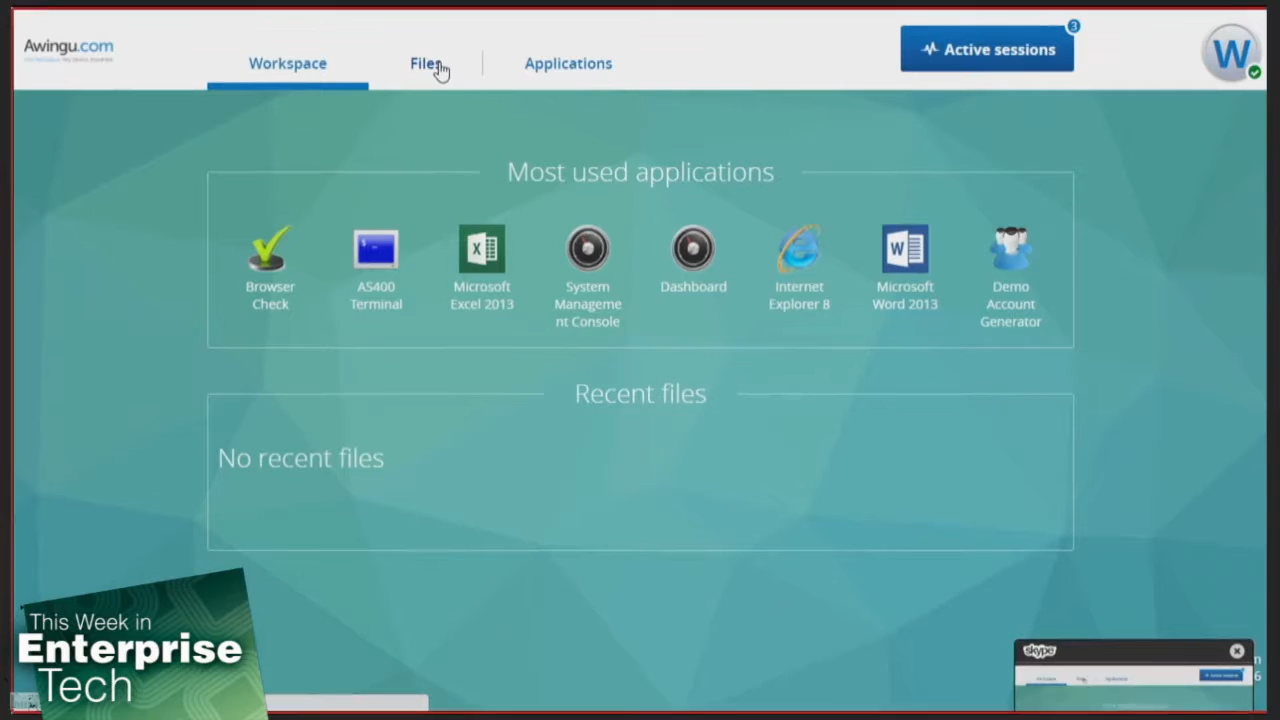 Awingu.com
Workspace
Files
Applications
Active sessions
3
W
Most used applications
Browser
Check
AS400
Terminal
Microsoft
Excel 2013
System
Manageme
nt Console
Dashboard
Internet
Explorer 8
Microsoft
Word 2013
Demo
Account
Generator
Recent files
No recent files
This Week in
Enterprise
Tech
skype